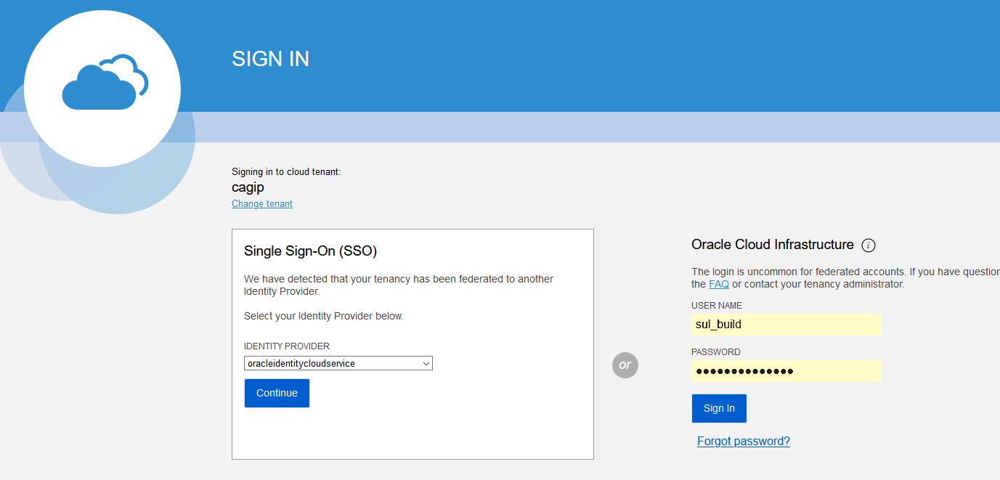 SIGN IN
Signing in to cloud tenant:
cagip
Change tenant
Single Sign-On (SSO)
We have detected that your tenancy has been federated to another
Identity Provider.
Select your Identity Provider below.
IDENTITY PROVIDER
oracleidentitycloudservice
Continue
or
Oracle Cloud Infrastructure i
The login is uncommon for federated accounts. If you have question
the FAQ or contact your tenancy administrator.
USER NAME
sul_build
PASSWORD
●●●●●●●●●●●●●●
Sign In
Forgot password?